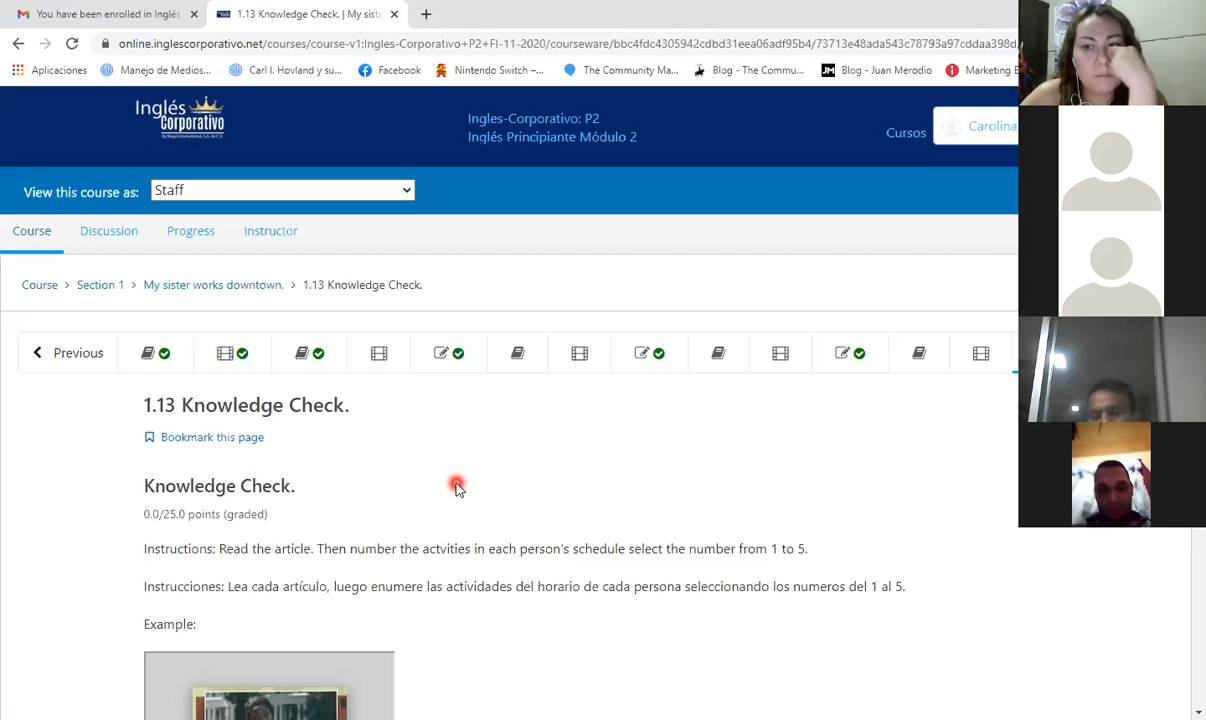 You have been enrolled in Inglés
1.13 Knowledge Check. | My siste
online.inglescorporativo.net/courses/course-v1:Ingles-Corporativo+P2+FI-11-2020/courseware/bbc4fdc4305942cdbd31eea06adf95b4/73713e48ada543c78793a97cddaa398d
Aplicaciones
Manejo de Medios...
Carl I. Hovland y su...
Facebook
Nintendo Switch –...
The Community Ma...
Blog - The Commu...
Blog - Juan Merodio
Marketing E
Inglés
Corporativo
Ingles-Corporativo: P2
Inglés Principiante Módulo 2
Cursos
Carolina
View this course as:
Staff
Course
Discussion
Progress
Instructor
Course > Section 1 > My sister works downtown. > 1.13 Knowledge Check.
Previous
1.13 Knowledge Check.
Bookmark this page
Knowledge Check.
0.0/25.0 points (graded)
Instructions: Read the article. Then number the actvities in each person's schedule select the number from 1 to 5.
Instrucciones: Lea cada artículo, luego enumere las actividades del horario de cada persona seleccionando los numeros del 1 al 5.
Example: